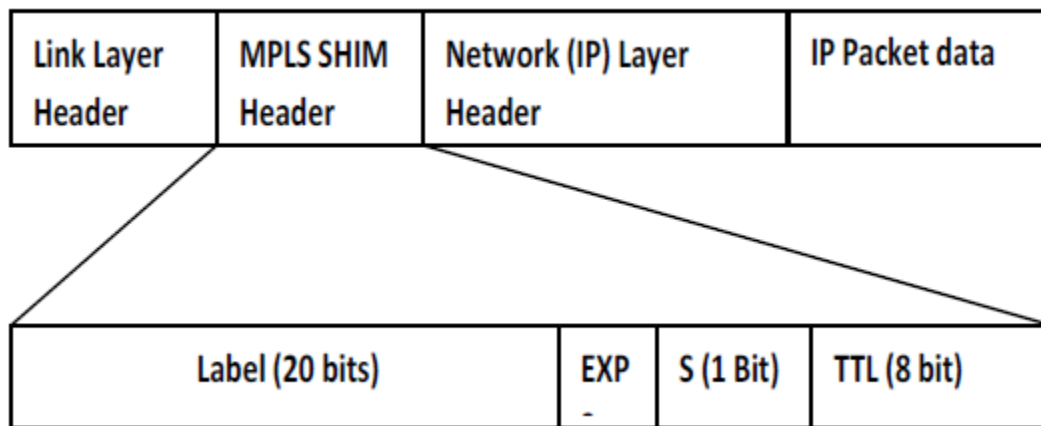 Link Layer
Header
MPLS SHIM
Header
Network (IP) Layer
Header
IP Packet data
Label (20 bits)
EXP
S (1 Bit)
TTL (8 bit)